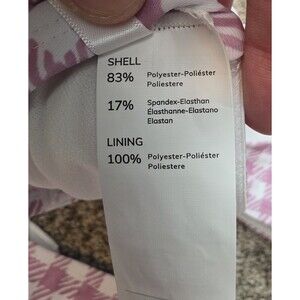 SHELL
83% Polyester-Poliéster
Poliestere
17% Spandex-Elasthan
Élasthanne-Elastano
Elastan
LINING
100% Polyester-Poliéster
Poliestere